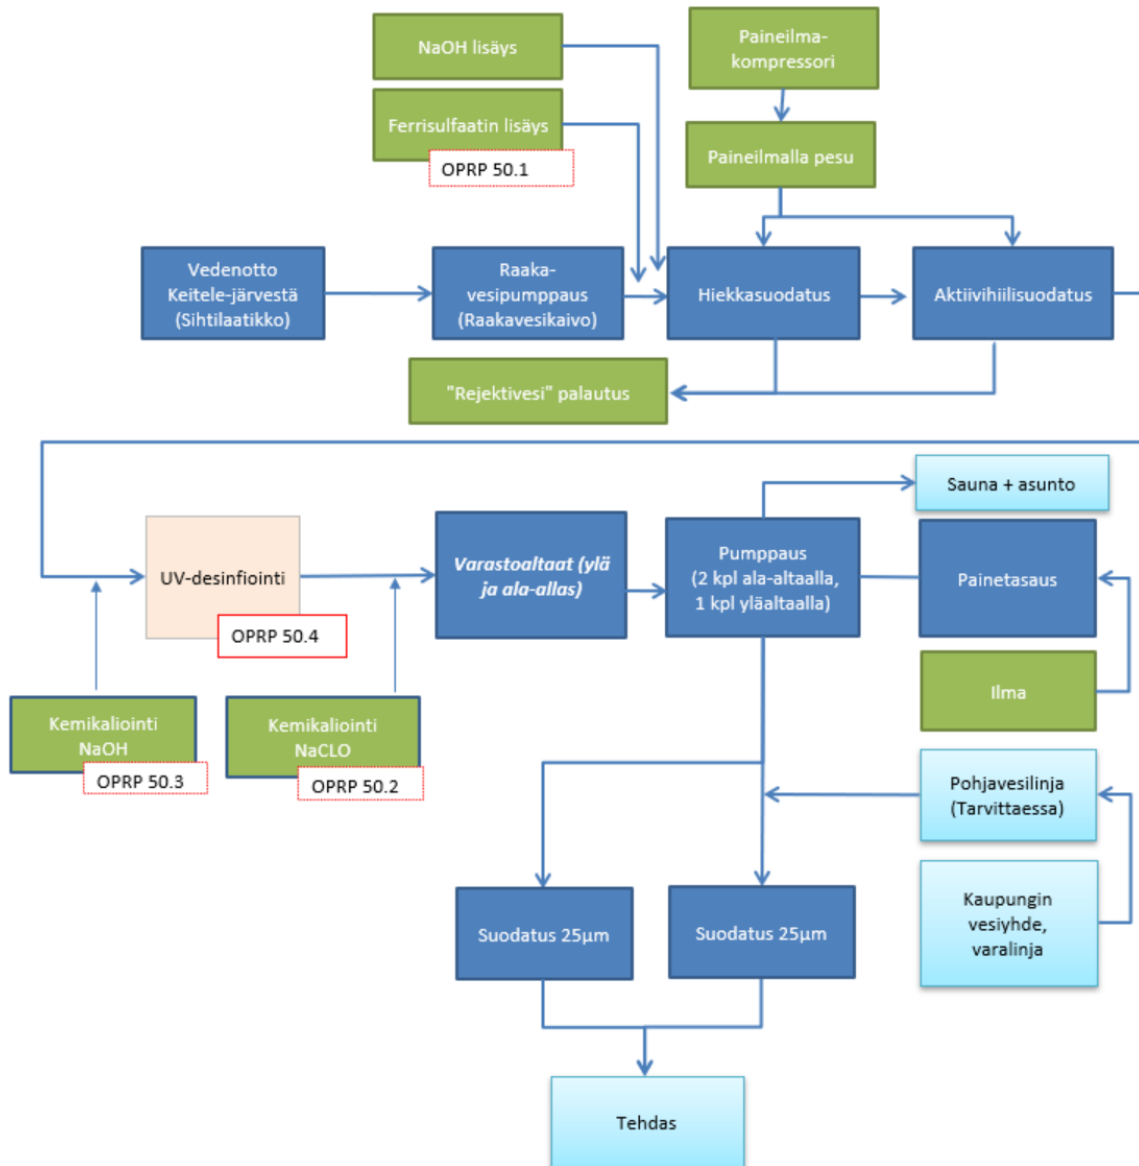 NaOH lisäys
Paineilma-
kompressori
Ferrisulfaatin lisäys
OPRP 50.1
Paineilmalla pesu
Vedenotto
Keitele-järvestä
(Sihtilaatikko)
Raaka-
vesipumppaus
(Raakavesikaivo)
Hiekkasuodatus
Aktiivihiilisuodatus
"Rejektivesi" palautus
Sauna + asunto
UV-desinfiointi
OPRP 50.4
Varastoaltaat (ylä
ja ala-allas)
Pumppaus
(2 kpl ala-altaalla,
1 kpl yläaltaalla)
Painetasaus
Ilma
Kemikaliointi
NaOH
OPRP 50.3
Kemikaliointi
NaCLO
OPRP 50.2
Pohjavesilinja
(Tarvittaessa)
Kaupungin
vesiyhde,
varalinja
Suodatus 25µm
Suodatus 25µm
Tehdas